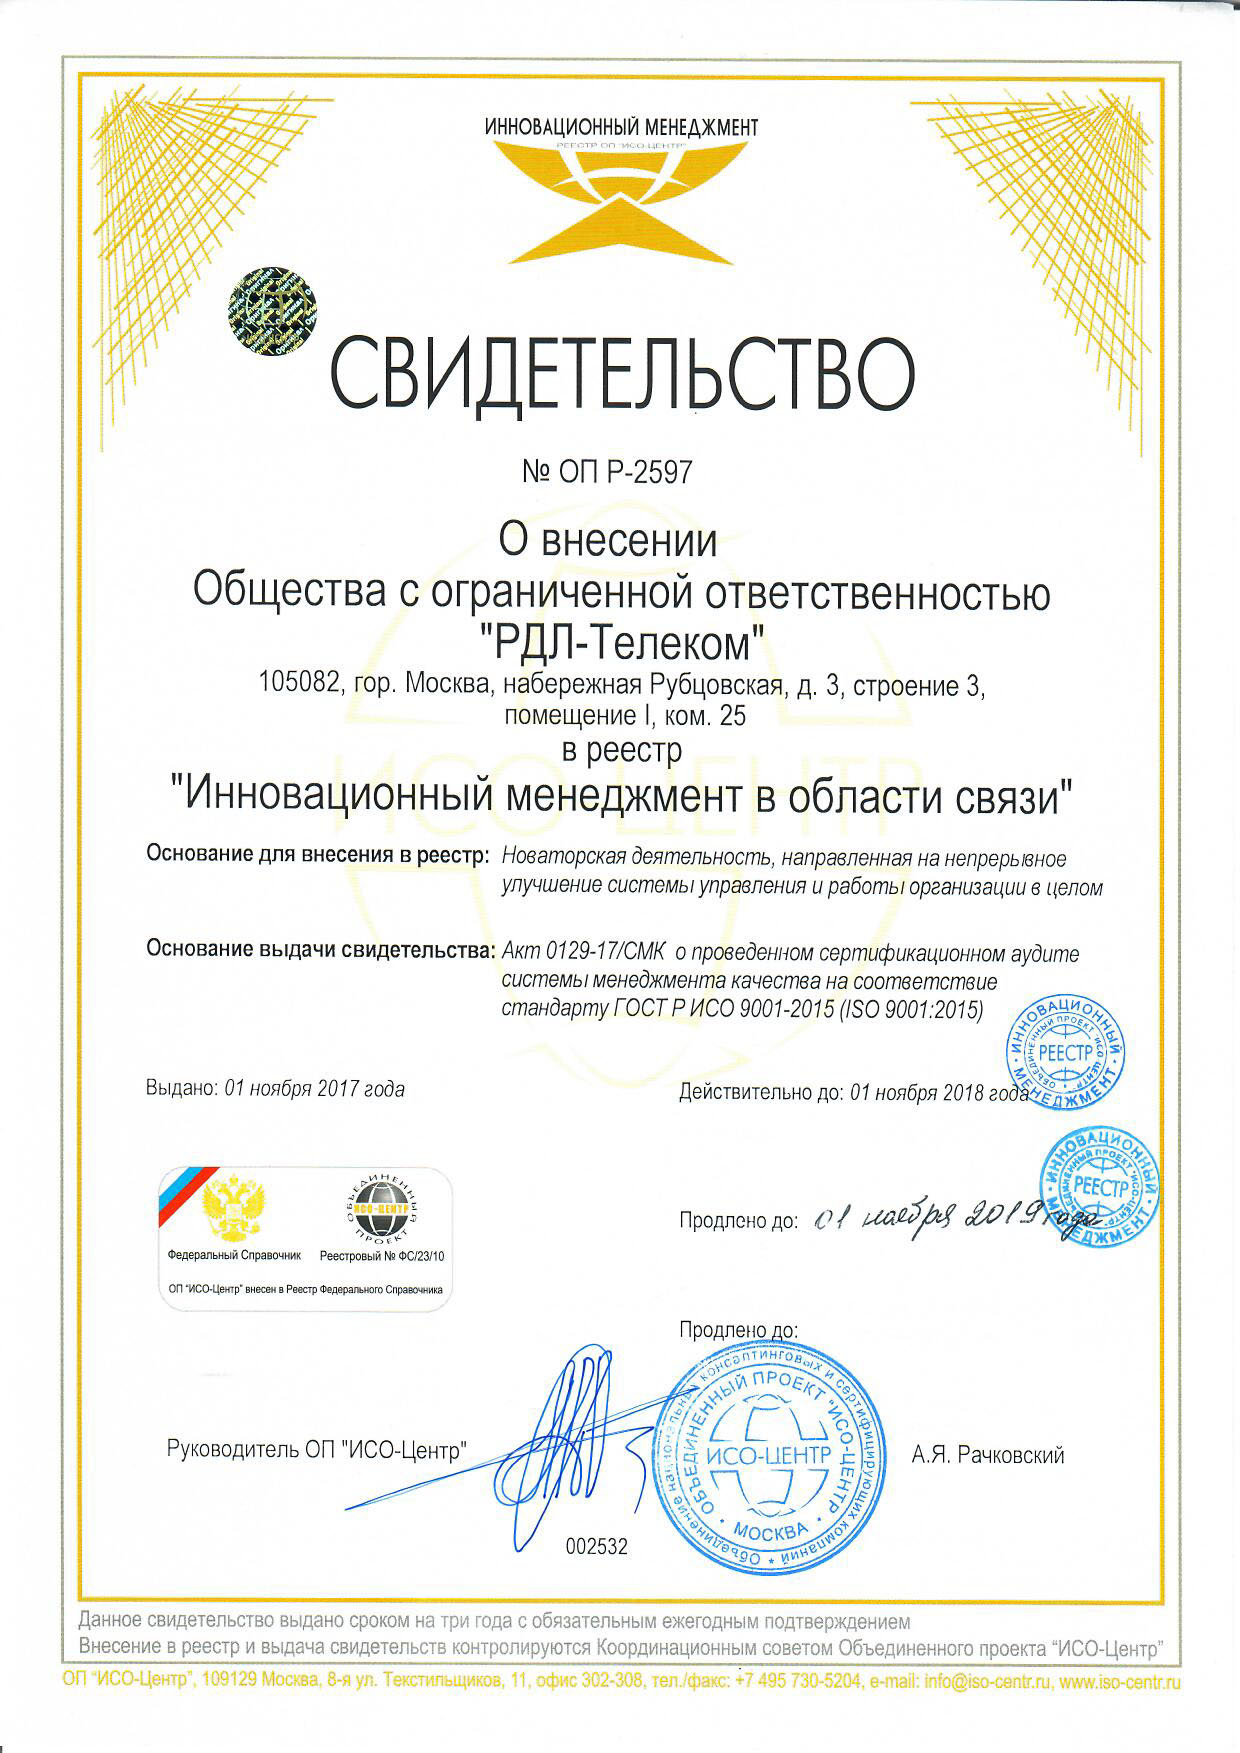 ИННОВАЦИОННЫЙ МЕНЕДЖМЕНТ
РЕЕСТР ОП "ИСО-ЦЕНТР"
СВИДЕТЕЛЬСТВО
№ ОП Р-2597
О внесении
Общества с ограниченной ответственностью
"РДЛ-Телеком"
105082, гор. Москва, набережная Рубцовская, д. 3, строение 3,
помещение I, ком. 25
в реестр
"Инновационный менеджмент в области связи"
ИСО-ЦЕНТР
Основание для внесения в реестр: Новаторская деятельность, направленная на непрерывное
улучшение системы управления и работы организации в целом
Основание выдачи свидетельства: Акт 0129-17/СМК о проведенном сертификационном аудите
системы менеджмента качества на соответствие
стандарту ГОСТ Р ИСО 9001-2015 (ISO 9001:2015)
ИННОВАЦИОННЫЙ МЕНЕДЖМЕНТ
ОБЪЕДИНЕННЫЙ ПРОЕКТ "ИСО-ЦЕНТР"
РЕЕСТР
Выдано: 01 ноября 2017 года
Действительно до: 01 ноября 2018 года
ИННОВАЦИОННЫЙ МЕНЕДЖМЕНТ
ОБЪЕДИНЕННЫЙ ПРОЕКТ "ИСО-ЦЕНТР"
РЕЕСТР
Продлено до: 01 ноября 2019 года
ОБЪЕДИНЕННЫЙ ПРОЕКТ
ИСО-ЦЕНТР
Федеральный Справочник Реестровый № ФС/23/10
ОП "ИСО-Центр" внесен в Реестр Федерального Справочника
Продлено до:
Объединение национальных консалтинговых и сертифицирующих компаний
ОБЪЕДИНЕННЫЙ ПРОЕКТ "ИСО-ЦЕНТР"
ИСО-ЦЕНТР
МОСКВА
Руководитель ОП "ИСО-Центр"
А.Я. Рачковский
002532
Данное свидетельство выдано сроком на три года с обязательным ежегодным подтверждением
Внесение в реестр и выдача свидетельств контролируются Координационным советом Объединенного проекта “ИСО-Центр”
ОП “ИСО-Центр”, 109129 Москва, 8-я ул. Текстильщиков, 11, офис 302-308, тел./факс: +7 495 730-5204, e-mail: info@iso-centr.ru, www.iso-centr.ru